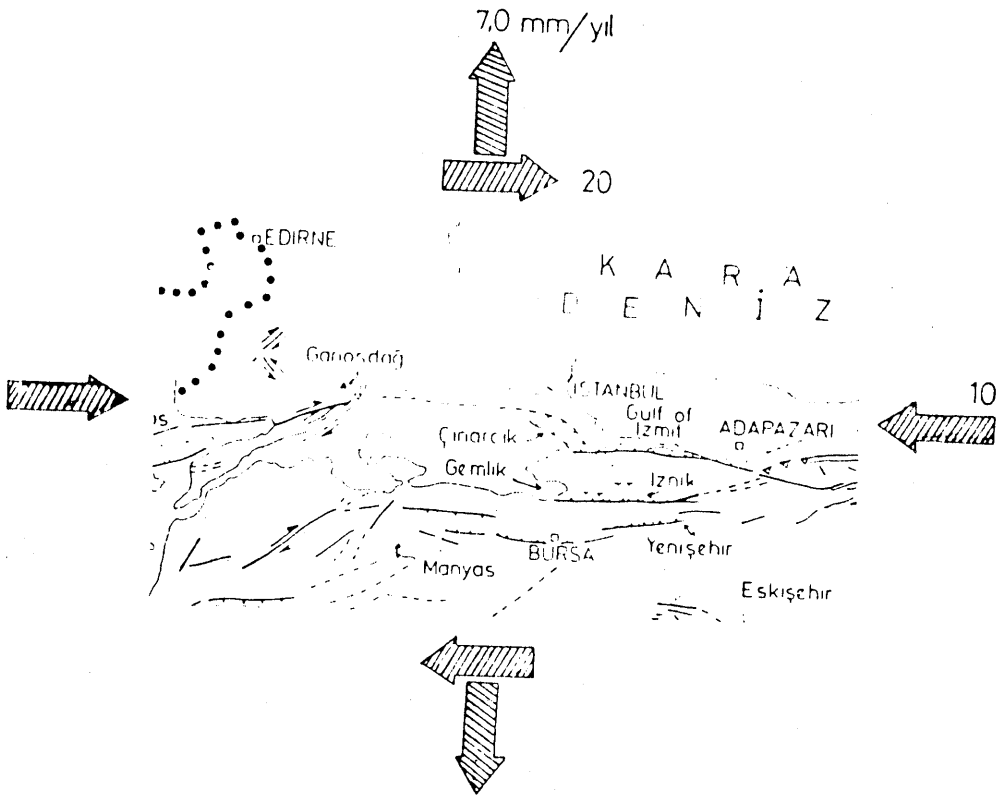 7,0 mm/yıl
20
EDIRNE
K A R A
D E N İ Z
Ganosdağ
10
İSTANBUL
Gulf of
Izmit
ADAPAZARI
Çınarcık
Gemlik
Iznik
BURSA
Yenişehir
Manyas
Eskişehir